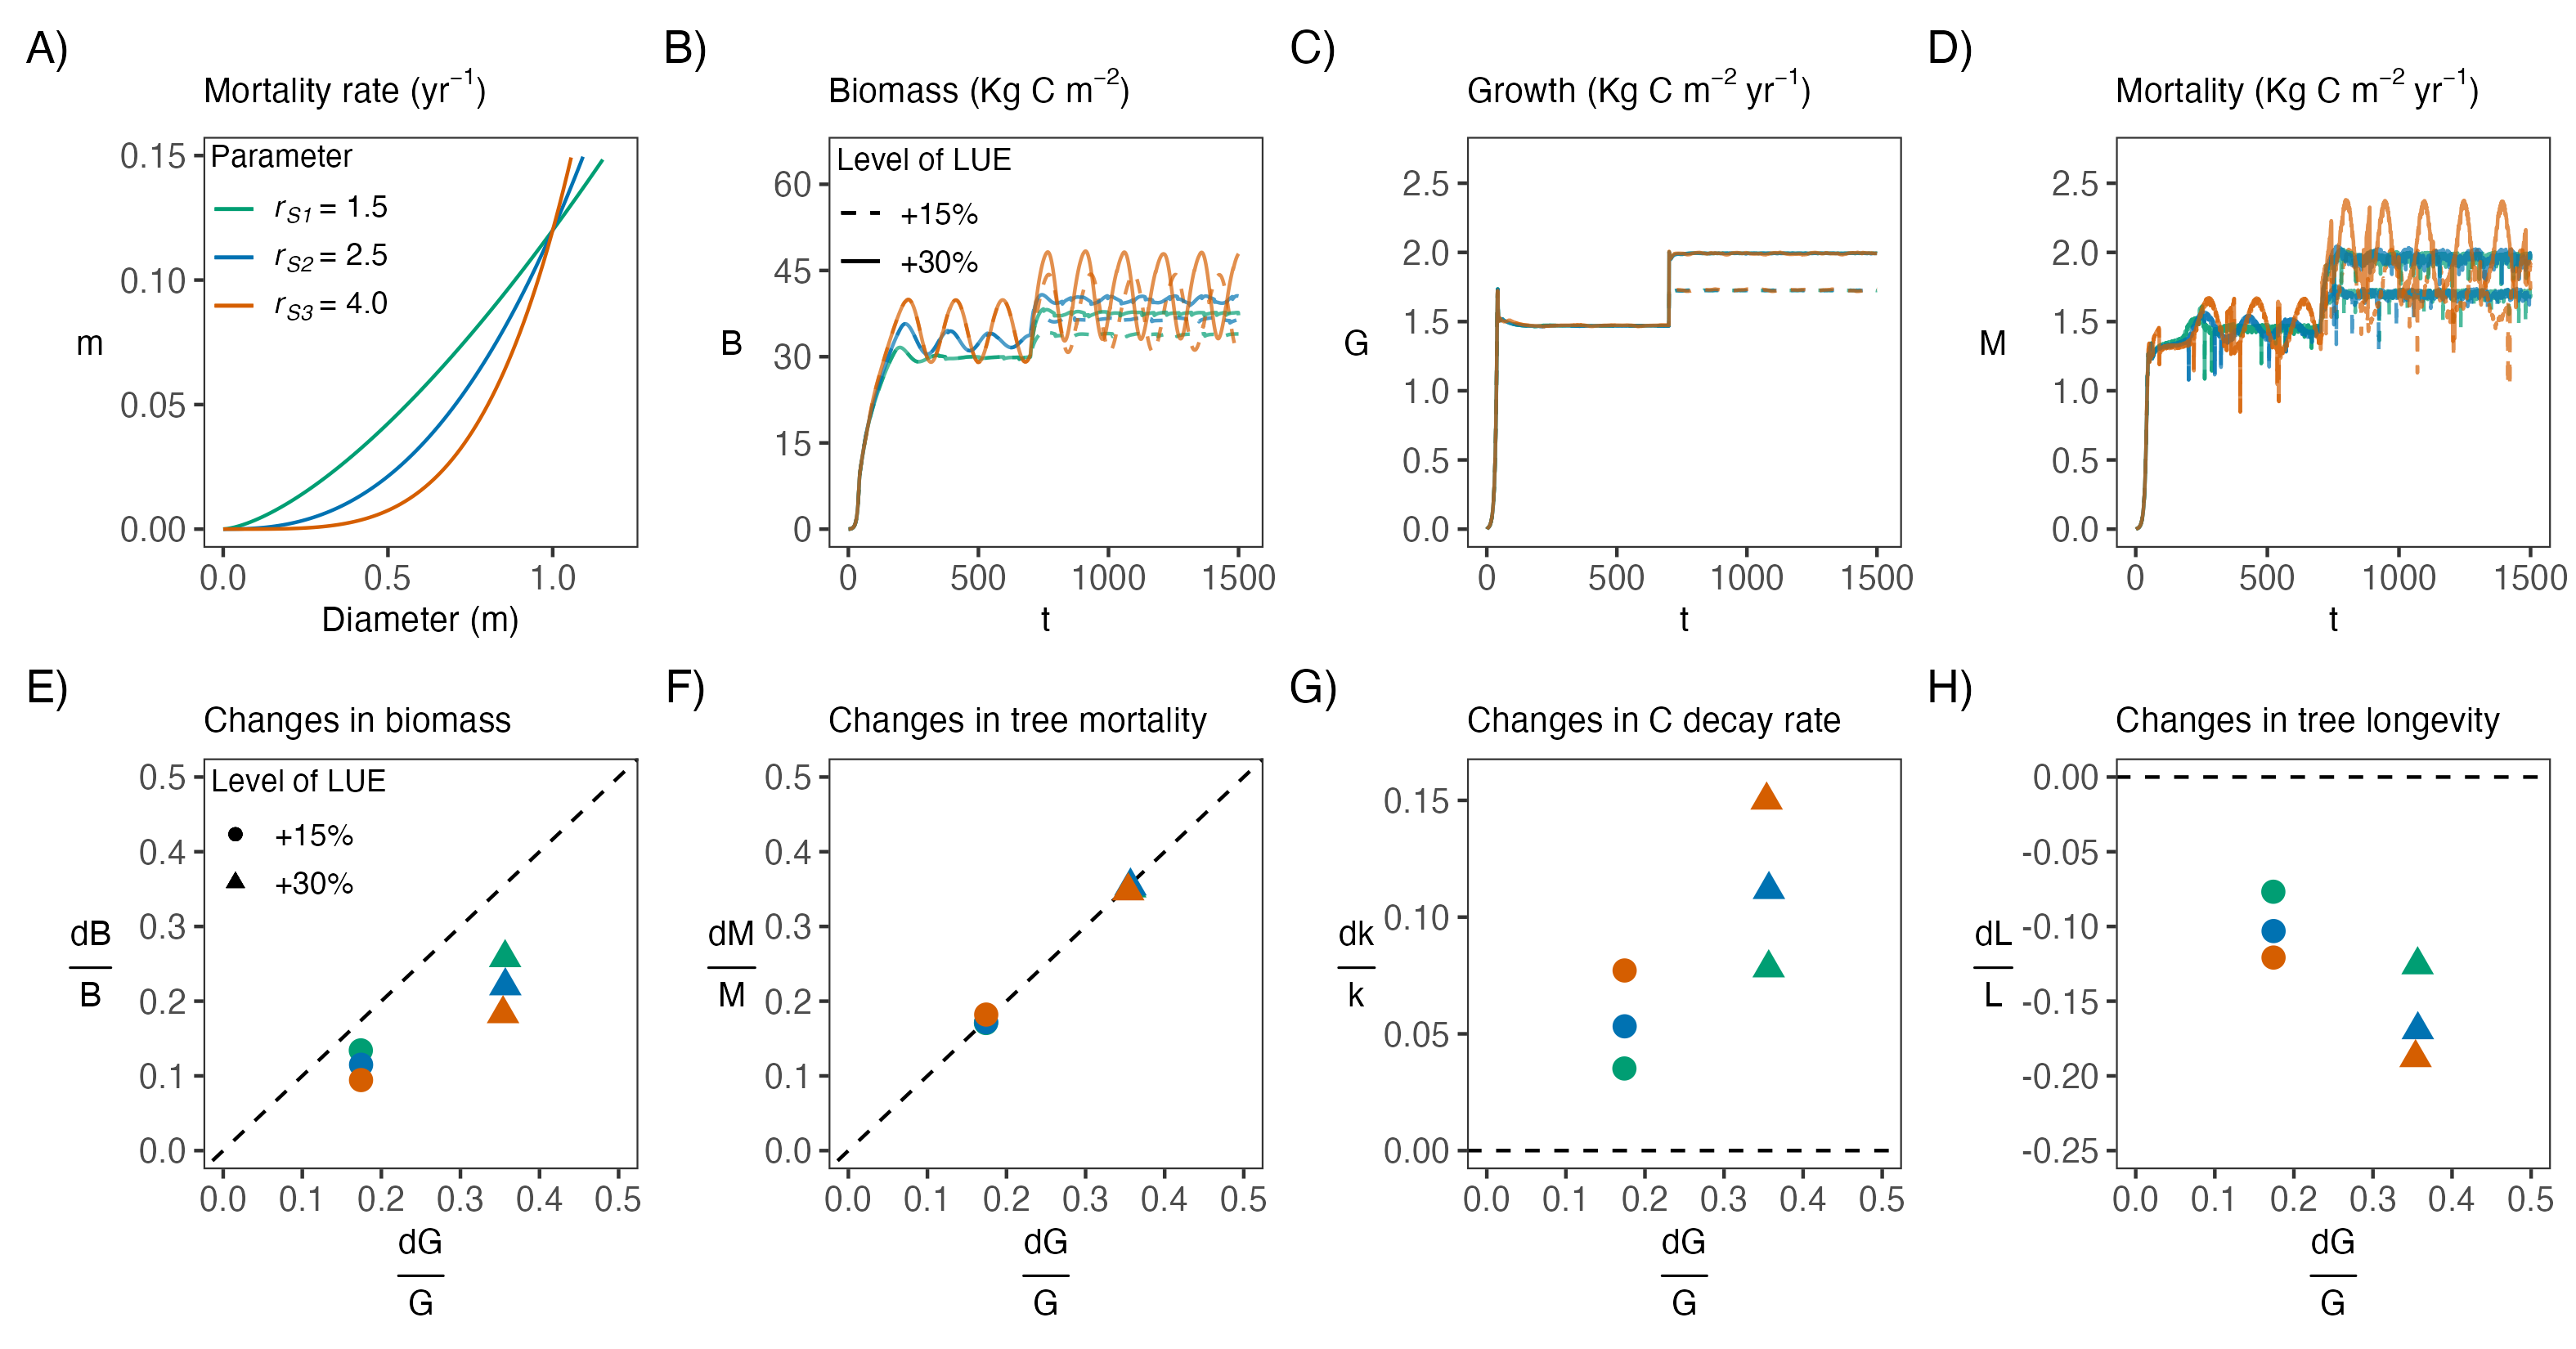 A)
Mortality rate (yr⁻¹)
0.15
0.10
0.05
0.00
m
Parameter
rS1 = 1.5
rS2 = 2.5
rS3 = 4.0
0.0 0.5 1.0
Diameter (m)
B)
Biomass (Kg C m⁻²)
60
45
30
15
0
B
Level of LUE
+15%
+30%
0 500 1000 1500
t
C)
Growth (Kg C m⁻² yr⁻¹)
2.5
2.0
1.5
1.0
0.5
0.0
G
0 500 1000 1500
t
D)
Mortality (Kg C m⁻² yr⁻¹)
2.5
2.0
1.5
1.0
0.5
0.0
M
0 500 1000 1500
t
E)
Changes in biomass
0.5
0.4
0.3
0.2
0.1
0.0
dB
B
Level of LUE
+15%
+30%
0.0 0.1 0.2 0.3 0.4 0.5
dG
G
F)
Changes in tree mortality
0.5
0.4
0.3
0.2
0.1
0.0
dM
M
0.0 0.1 0.2 0.3 0.4 0.5
dG
G
G)
Changes in C decay rate
0.15
0.10
0.05
0.00
dk
k
0.0 0.1 0.2 0.3 0.4 0.5
dG
G
H)
Changes in tree longevity
0.00
-0.05
-0.10
-0.15
-0.20
-0.25
dL
L
0.0 0.1 0.2 0.3 0.4 0.5
dG
G